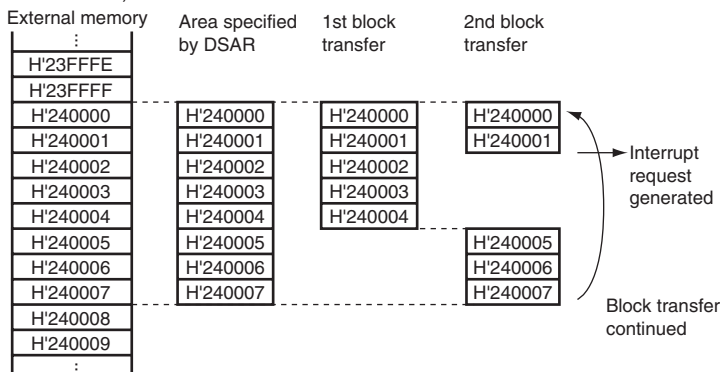 External memory
⋮
H'23FFFE
H'23FFFF
H'240000
H'240001
H'240002
H'240003
H'240004
H'240005
H'240006
H'240007
H'240008
H'240009
⋮
Area specified
by DSAR
H'240000
H'240001
H'240002
H'240003
H'240004
H'240005
H'240006
H'240007
1st block
transfer
H'240000
H'240001
H'240002
H'240003
H'240004
2nd block
transfer
H'240000
H'240001
H'240005
H'240006
H'240007
Interrupt
request
generated
Block transfer
continued